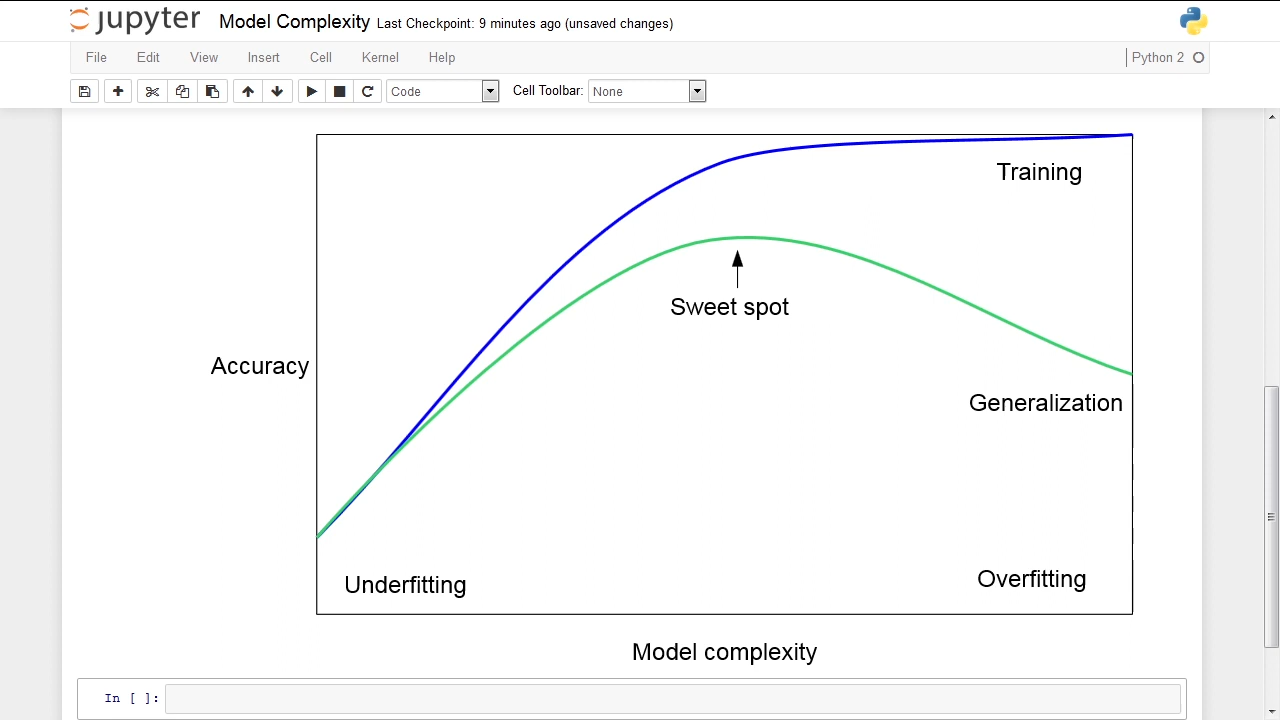 jupyter Model Complexity Last Checkpoint: 9 minutes ago (unsaved changes)
File Edit View Insert Cell Kernel Help Python 2
Code Cell Toolbar: None
Training
Sweet spot
Accuracy
Generalization
Underfitting
Overfitting
Model complexity
In [ ]: